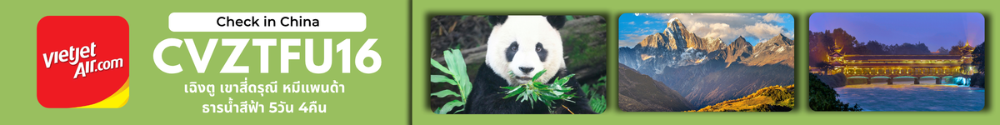 vietjet
Air.com
Check in China
CVZTFU16
เฉิงตู เขาสี่ดรุณี หมีแพนด้า
ธารน้ำสีฟ้า 5วัน 4คืน